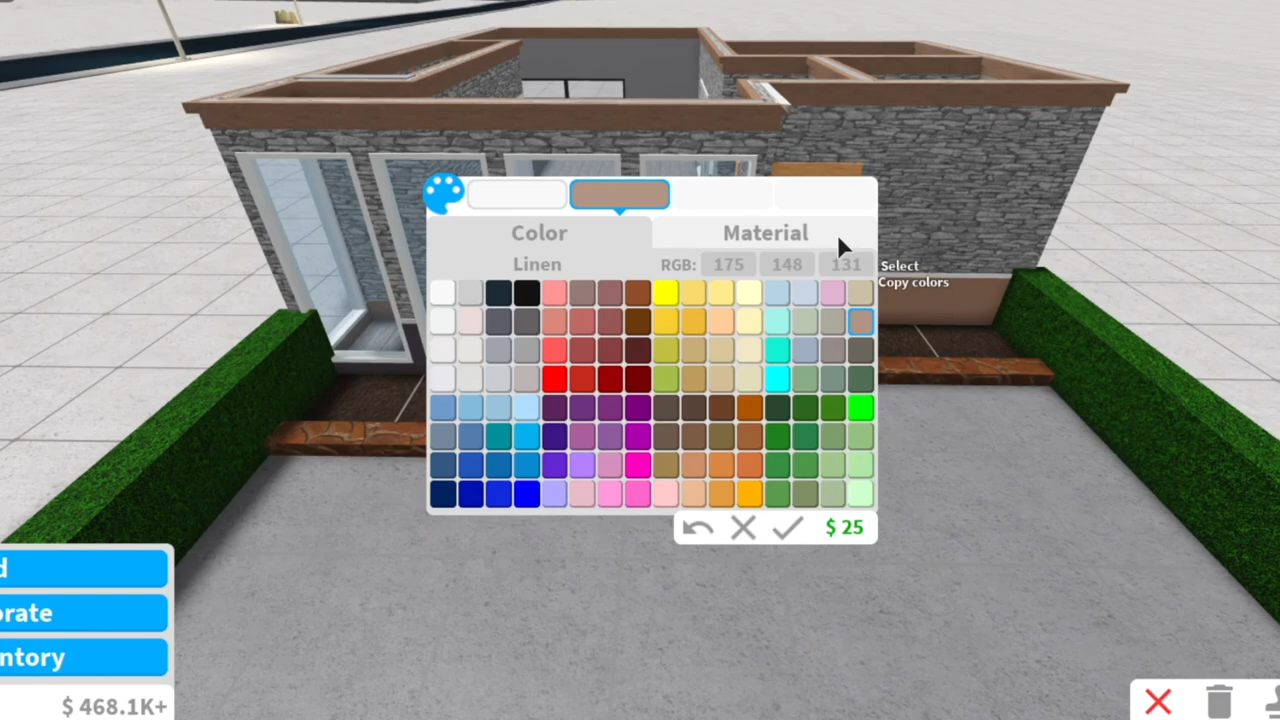 Color
Material
Linen
RGB: 175 148 131
Select
Copy colors
$ 25
d
orate
ntory
$ 468.1K+